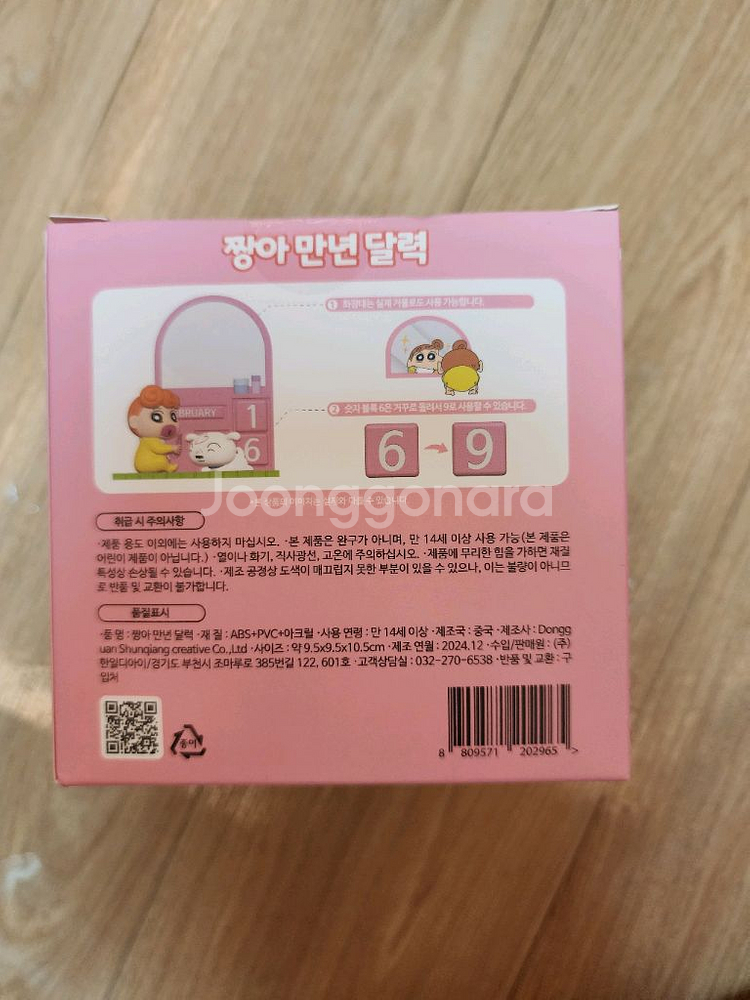 짱아 만년 달력
1 화장대는 실제 거울로도 사용 가능합니다.
BRUARY 1
6
2 숫자 블록 6은 거꾸로 돌려서 9로 사용할 수 있습니다.
6 9
Joonggonara
취급 시 주의사항
·제품 용도 이외에는 사용하지 마십시오. ·본 제품은 완구가 아니며, 만 14세 이상 사용 가능(본 제품은
어린이 제품이 아닙니다.) ·열이나 화기, 직사광선, 고온에 주의하십시오. ·제품에 무리한 힘을 가하면 재질
특성상 손상될 수 있습니다. ·제조 공정상 도색이 매끄럽지 못한 부분이 있을 수 있으나, 이는 불량이 아니므
로 반품 및 교환이 불가합니다.
품질표시
·품 명 : 짱아 만년 달력 ·재 질 : ABS+PVC+아크릴 ·사용 연령 : 만 14세 이상 ·제조국 : 중국 ·제조사 : Dongg
uan Shunqiang creative Co.,Ltd ·사이즈 : 약 9.5x9.5x10.5cm ·제조 연월 : 2024.12 ·수입/판매원 : (주)
한일디아이/경기도 부천시 조마루로 385번길 122, 601호 ·고객상담실 : 032-270-6538 ·반품 및 교환 : 구
입처
종이
8 809571 202965 >